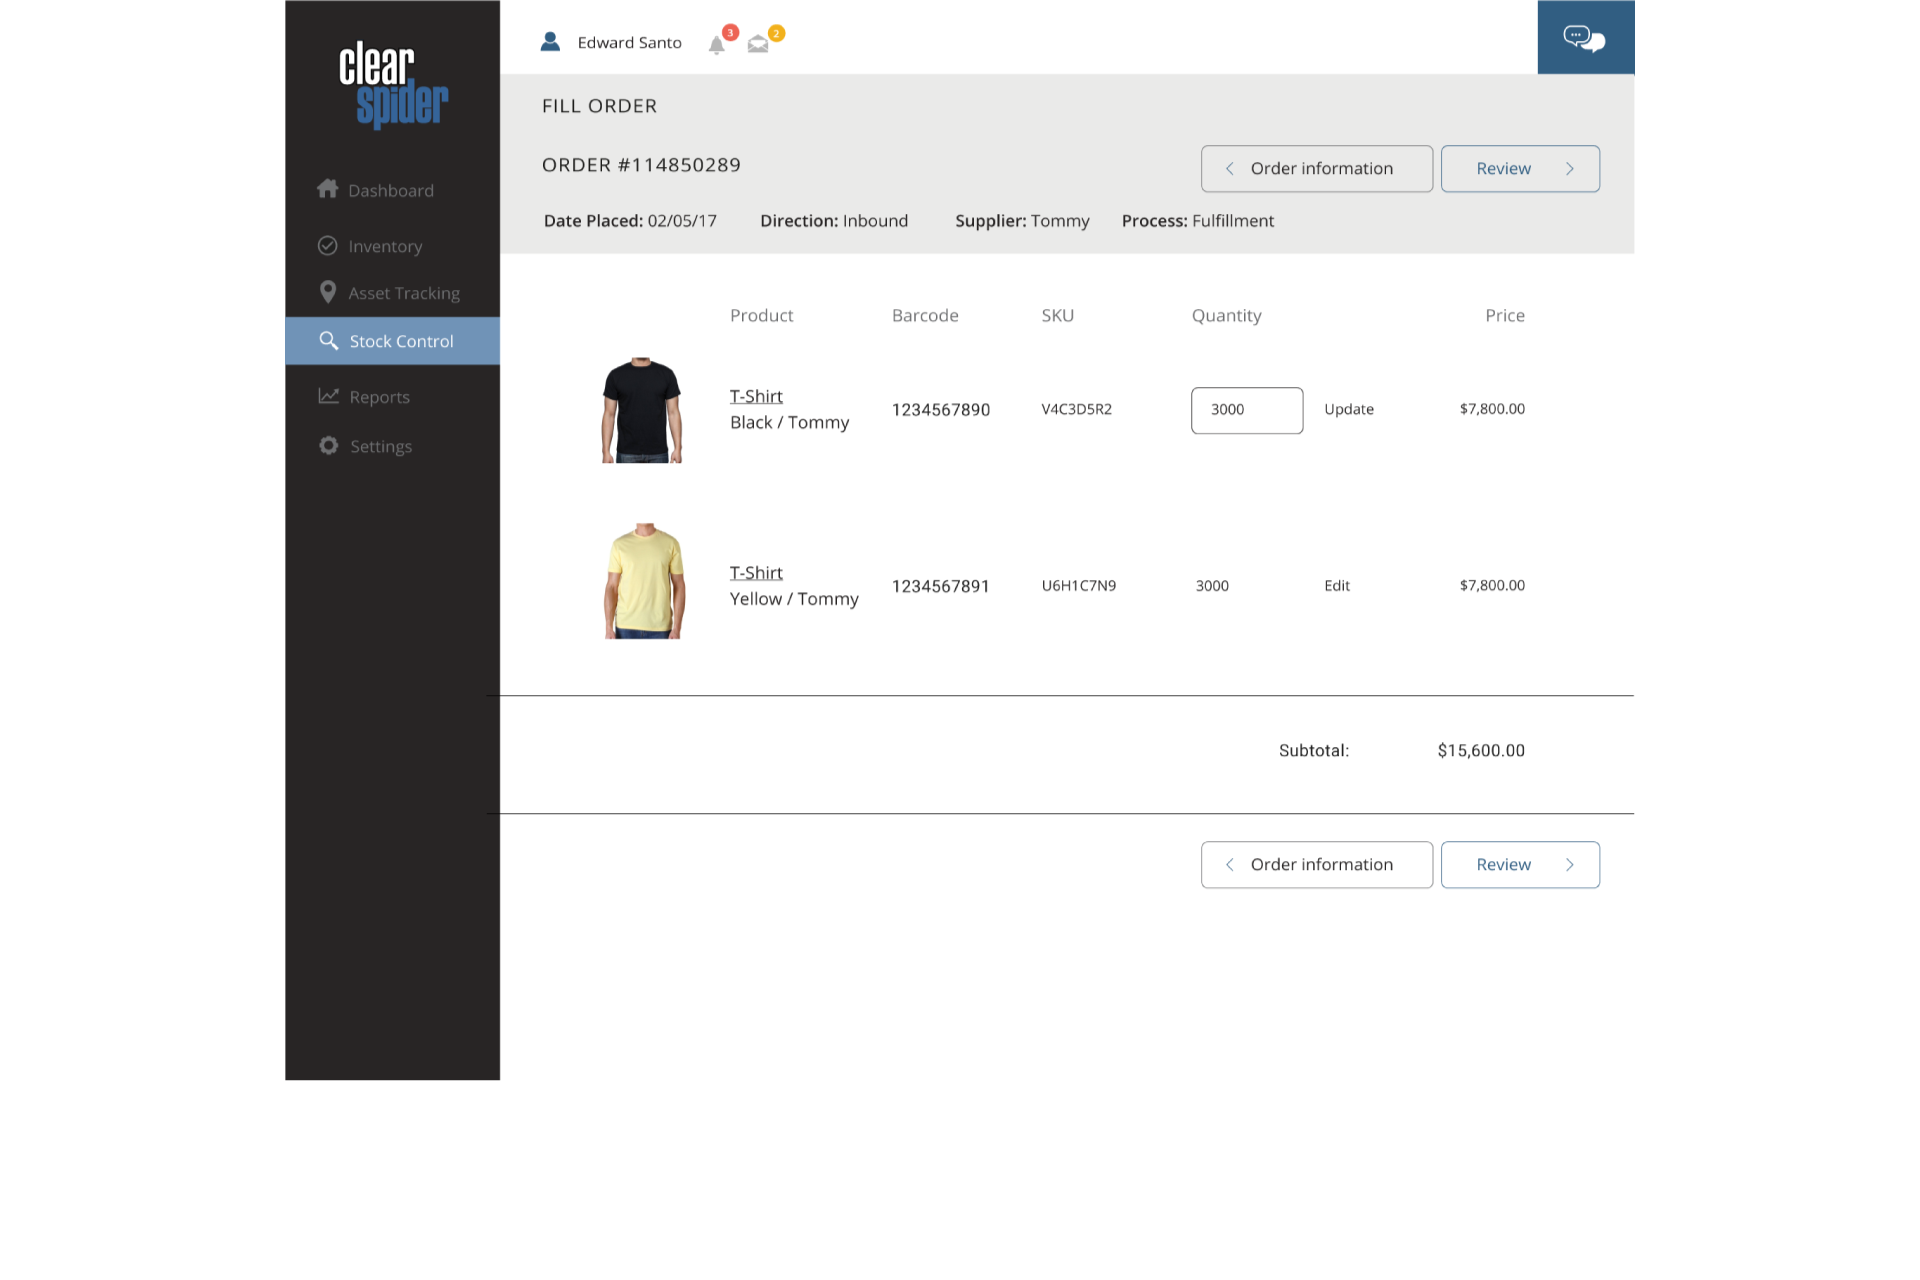 clear
spider
Edward Santo
3
2
FILL ORDER
ORDER #114850289
Order information
Review
Date Placed: 02/05/17 Direction: Inbound Supplier: Tommy Process: Fulfillment
Dashboard
Inventory
Asset Tracking
Stock Control
Reports
Settings
Product Barcode SKU Quantity Price
T-Shirt
Black / Tommy
1234567890 V4C3D5R2 3000 Update $7,800.00
T-Shirt
Yellow / Tommy
1234567891 U6H1C7N9 3000 Edit $7,800.00
Subtotal: $15,600.00
Order information
Review